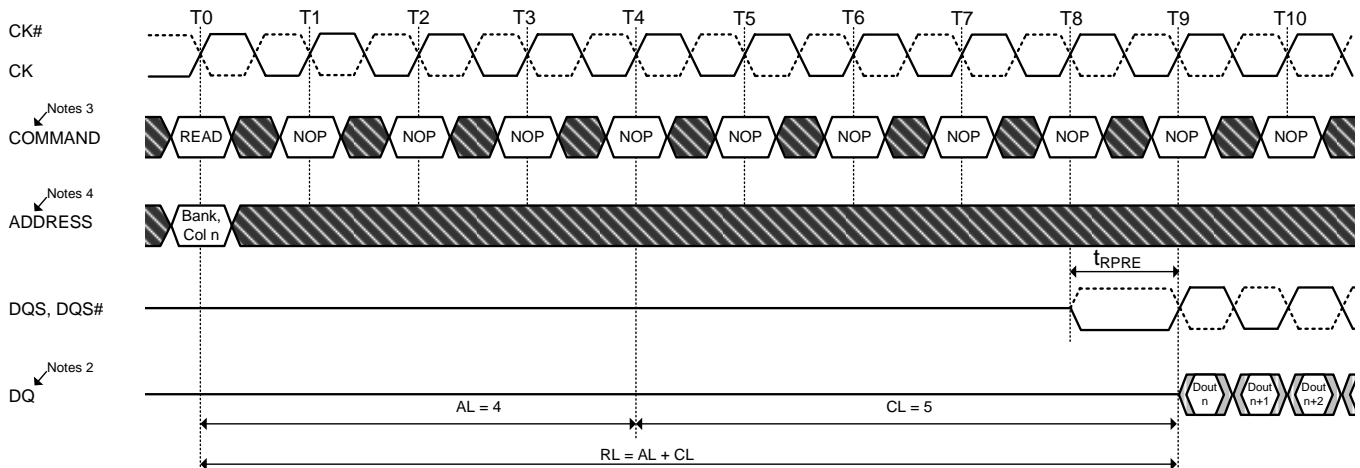 T0 T1 T2 T3 T4 T5 T6 T7 T8 T9 T10
CK#
CK
Notes 3
COMMAND READ NOP NOP NOP NOP NOP NOP NOP NOP NOP NOP
Notes 4
ADDRESS
Bank,
Col n
tRPRE
DQS, DQS#
Notes 2
DQ
Dout n
Dout n+1
Dout n+2
AL = 4 CL = 5
RL = AL + CL